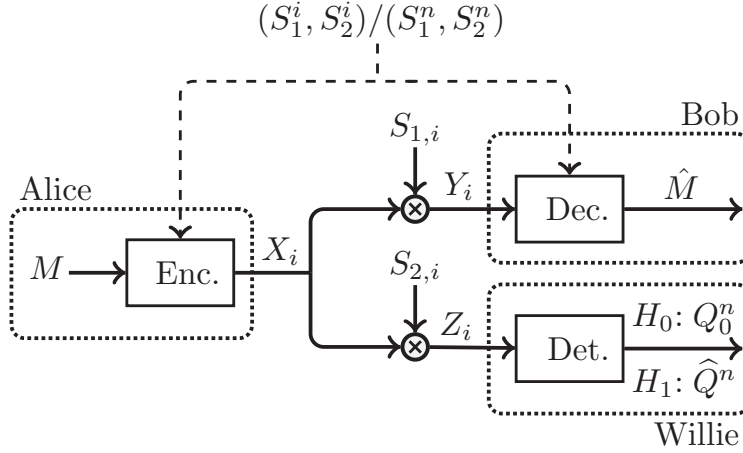 (S_1^i, S_2^i)/(S_1^n, S_2^n)
Bob
S_{1,i}
Alice
Y_i
Dec.
\hat{M}
M
Enc.
X_i
S_{2,i}
Z_i
Det.
H_0: Q_0^n
H_1: \widehat{Q}^n
Willie